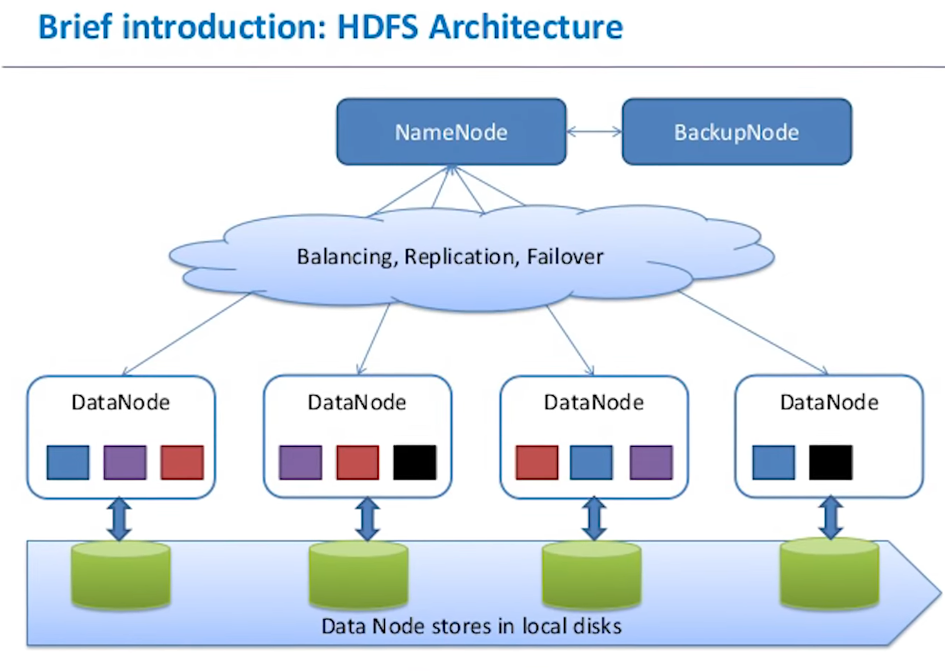 Brief introduction: HDFS Architecture
NameNode
BackupNode
Balancing, Replication, Failover
DataNode
DataNode
DataNode
DataNode
Data Node stores in local disks